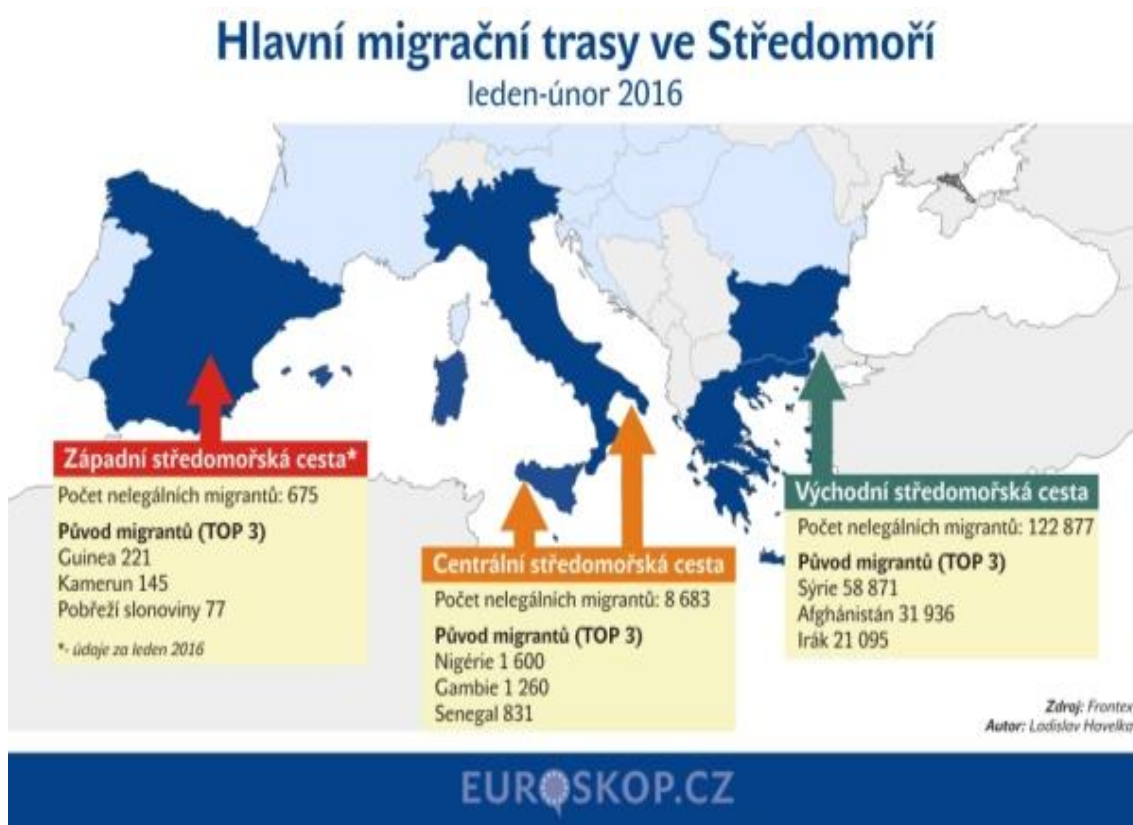 Hlavní migrační trasy ve Středomoří
leden-únor 2016
Západní středomořská cesta*
Počet nelegálních migrantů: 675
Původ migrantů (TOP 3)
Guinea 221
Kamerun 145
Pobřeží slonoviny 77
*- údaje za leden 2016
Centrální středomořská cesta
Počet nelegálních migrantů: 8 683
Původ migrantů (TOP 3)
Nigérie 1 600
Gambie 1 260
Senegal 831
Východní středomořská cesta
Počet nelegálních migrantů: 122 877
Původ migrantů (TOP 3)
Sýrie 58 871
Afghánistán 31 936
Irák 21 095
Zdroj: Frontex
Autor: Ladislav Havelka
EUROSKOP.CZ